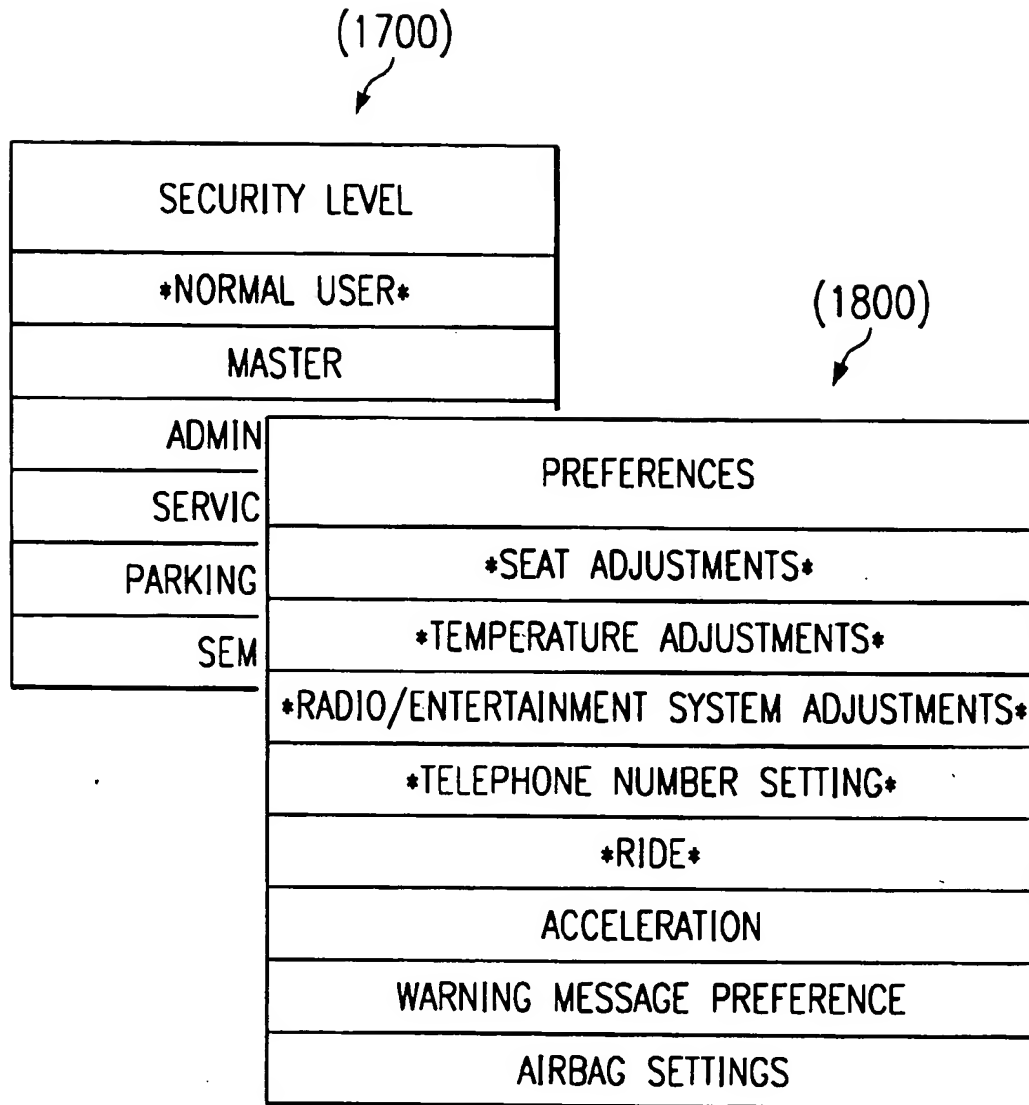 (1700)
SECURITY LEVEL
*NORMAL USER*
MASTER
ADMIN
SERVIC
PARKING
SEM
(1800)
PREFERENCES
*SEAT ADJUSTMENTS*
*TEMPERATURE ADJUSTMENTS*
*RADIO/ENTERTAINMENT SYSTEM ADJUSTMENTS*
*TELEPHONE NUMBER SETTING*
*RIDE*
ACCELERATION
WARNING MESSAGE PREFERENCE
AIRBAG SETTINGS